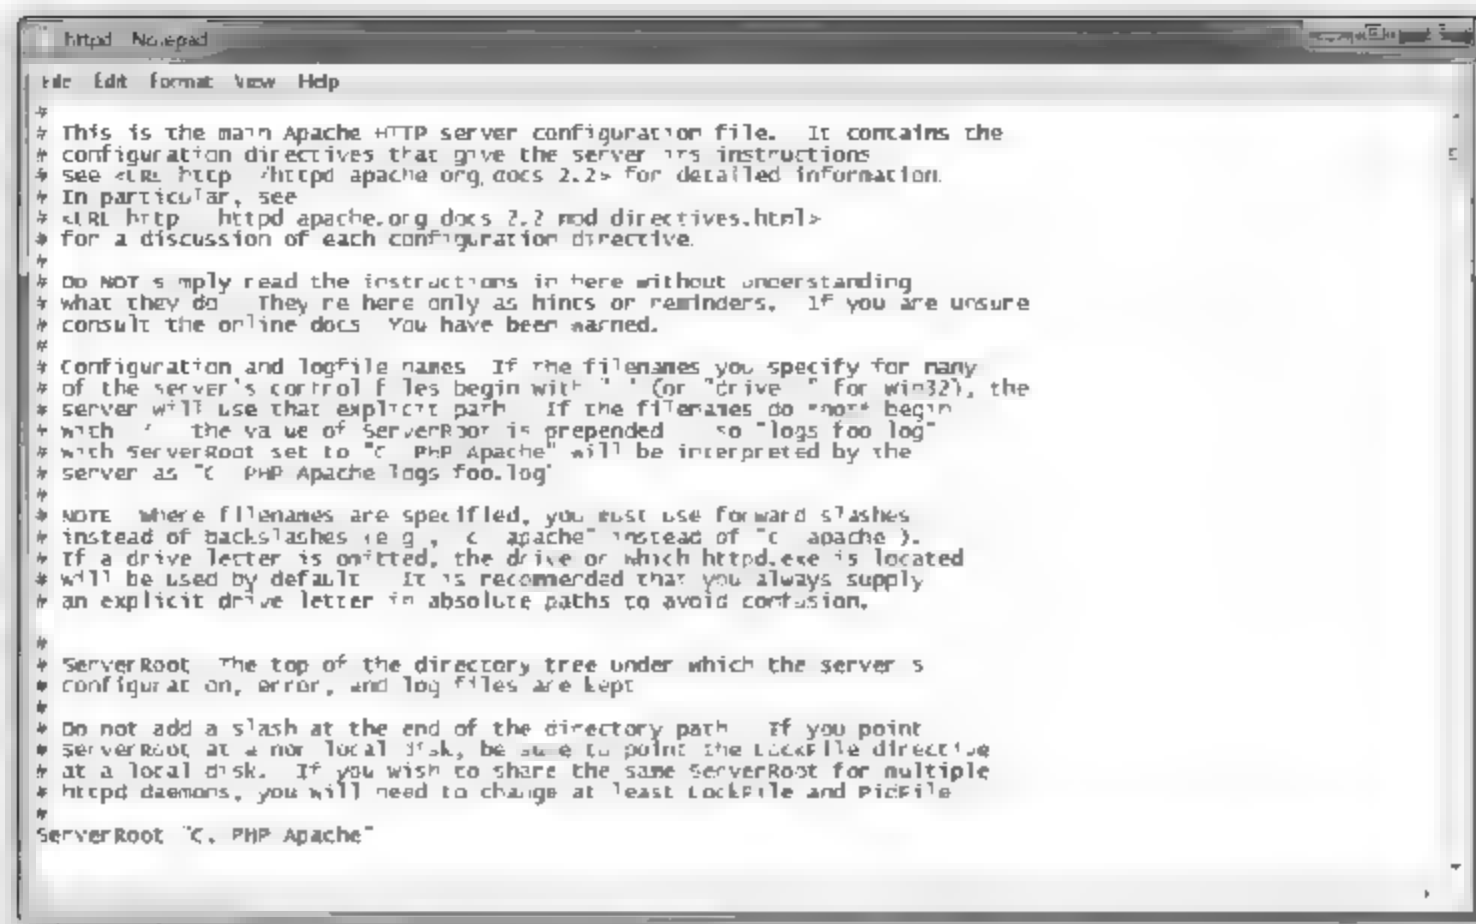 httpd Notepad
File Edit Format View Help
#
# This is the main Apache HTTP server configuration file. It contains the
# configuration directives that give the server its instructions
# See <URL http /httpd apache org docs 2.2> for detailed information.
# In particular, see
# <URL http httpd apache.org docs 2.2 mod directives.html>
# for a discussion of each configuration directive.
#
# Do NOT simply read the instructions in here without understanding
# what they do They re here only as hints or reminders. If you are unsure
# consult the online docs You have been warned.
#
# Configuration and logfile names If the filenames you specify for many
# of the server's control files begin with " " (or "drive " for Win32), the
# server will use that explicit path If the filenames do *not* begin
# with / the value of ServerRoot is prepended so "logs foo log"
# with ServerRoot set to "C PHP Apache" will be interpreted by the
# server as "C PHP Apache logs foo.log"
#
# NOTE Where filenames are specified, you must use forward slashes
# instead of backslashes (e g , c apache" instead of "c apache ).
# If a drive letter is omitted, the drive on which httpd.exe is located
# will be used by default It is recommended that you always supply
# an explicit drive letter in absolute paths to avoid confusion.
#
# ServerRoot The top of the directory tree under which the server s
# configuration, error, and log files are kept
#
# Do not add a slash at the end of the directory path If you point
# ServerRoot at a non local disk, be sure to point the LockFile directive
# at a local disk. If you wish to share the same ServerRoot for multiple
# httpd daemons, you will need to change at least LockFile and PidFile
#
ServerRoot "C. PHP Apache"